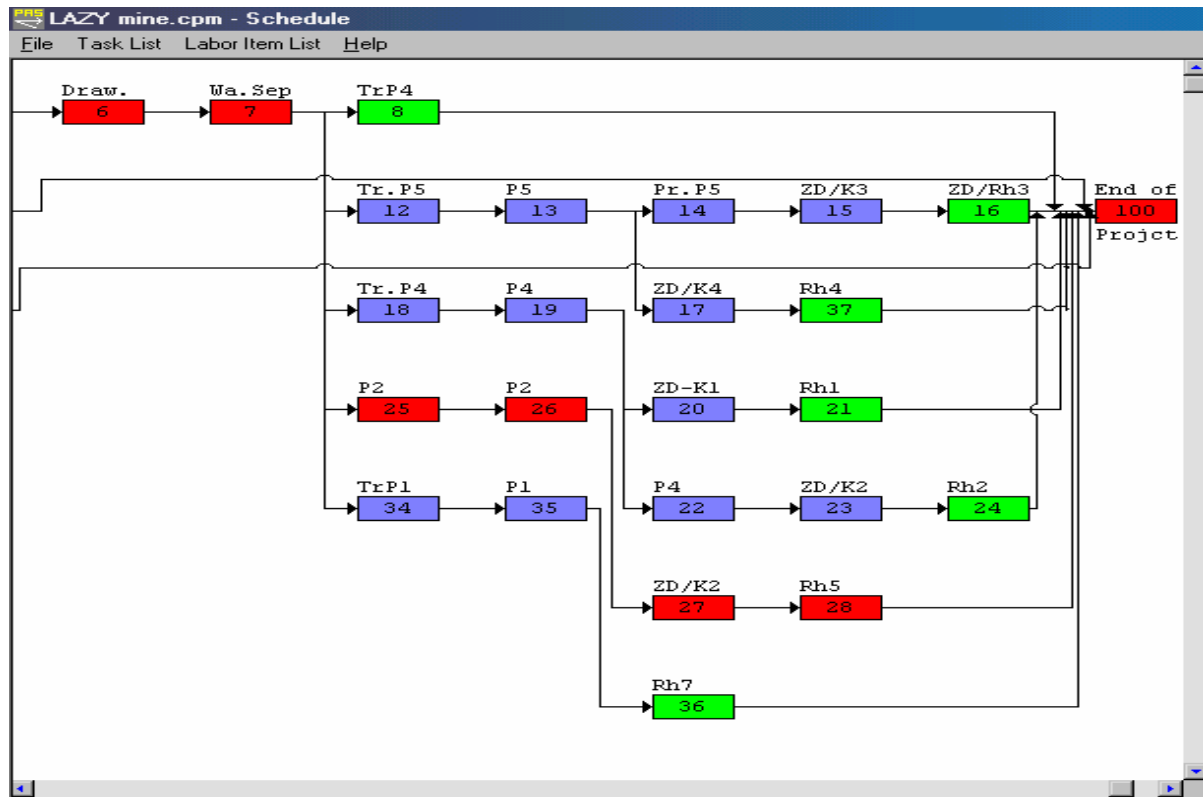 PAS LAZY mine.cpm - Schedule
File Task List Labor Item List Help
Draw. Wa.Sep TrP4
6 7 8
Tr.P5 P5 Pr.P5 ZD/K3 ZD/Rh3 End of
12 13 14 15 16 100
Projct
Tr.P4 P4 ZD/K4 Rh4
18 19 17 37
P2 P2 ZD-K1 Rh1
25 26 20 21
TrP1 P1 P4 ZD/K2 Rh2
34 35 22 23 24
ZD/K2 Rh5
27 28
Rh7
36